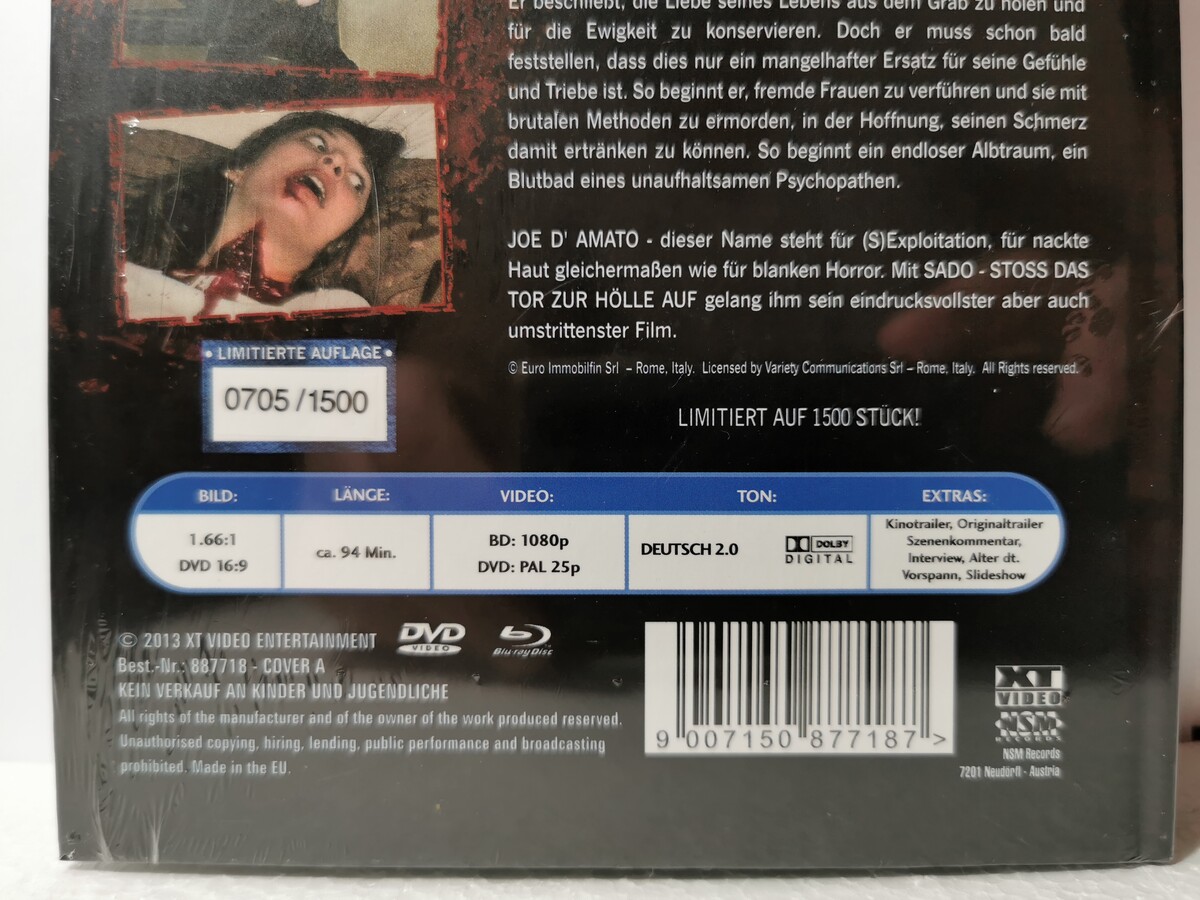 Er beschließt, die Liebe seines Lebens aus dem Grab zu holen und
für die Ewigkeit zu konservieren. Doch er muss schon bald
feststellen, dass dies nur ein mangelhafter Ersatz für seine Gefühle
und Triebe ist. So beginnt er, fremde Frauen zu verführen und sie mit
brutalen Methoden zu ermorden, in der Hoffnung, seinen Schmerz
damit ertränken zu können. So beginnt ein endloser Albtraum, ein
Blutbad eines unaufhaltsamen Psychopathen.
JOE D' AMATO - dieser Name steht für (S)Exploitation, für nackte
Haut gleichermaßen wie für blanken Horror. Mit SADO - STOSS DAS
TOR ZUR HÖLLE AUF gelang ihm sein eindrucksvollster aber auch
umstrittenster Film.
© Euro Immobilfin Srl – Rome, Italy. Licensed by Variety Communications Srl – Rome, Italy. All Rights reserved.
• LIMITIERTE AUFLAGE •
0705/1500
LIMITIERT AUF 1500 STÜCK!
BILD:
1.66:1
DVD 16:9
LÄNGE:
ca. 94 Min.
VIDEO:
BD: 1080p
DVD: PAL 25p
TON:
DEUTSCH 2.0
DOLBY
DIGITAL
EXTRAS:
Kinotrailer, Originaltrailer
Szenenkommentar,
Interview, Alter dt.
Vorspann, Slideshow
© 2013 XT VIDEO ENTERTAINMENT
Best.-Nr.: 887718 - COVER A
KEIN VERKAUF AN KINDER UND JUGENDLICHE
All rights of the manufacturer and of the owner of the work produced reserved.
Unauthorised copying, hiring, lending, public performance and broadcasting
prohibited. Made in the EU.
DVD
VIDEO
Blu-ray Disc
9 007150 877187 >
XT
VIDEO
NSM
RECORDS
NSM Records
7201 Neudörfl - Austria